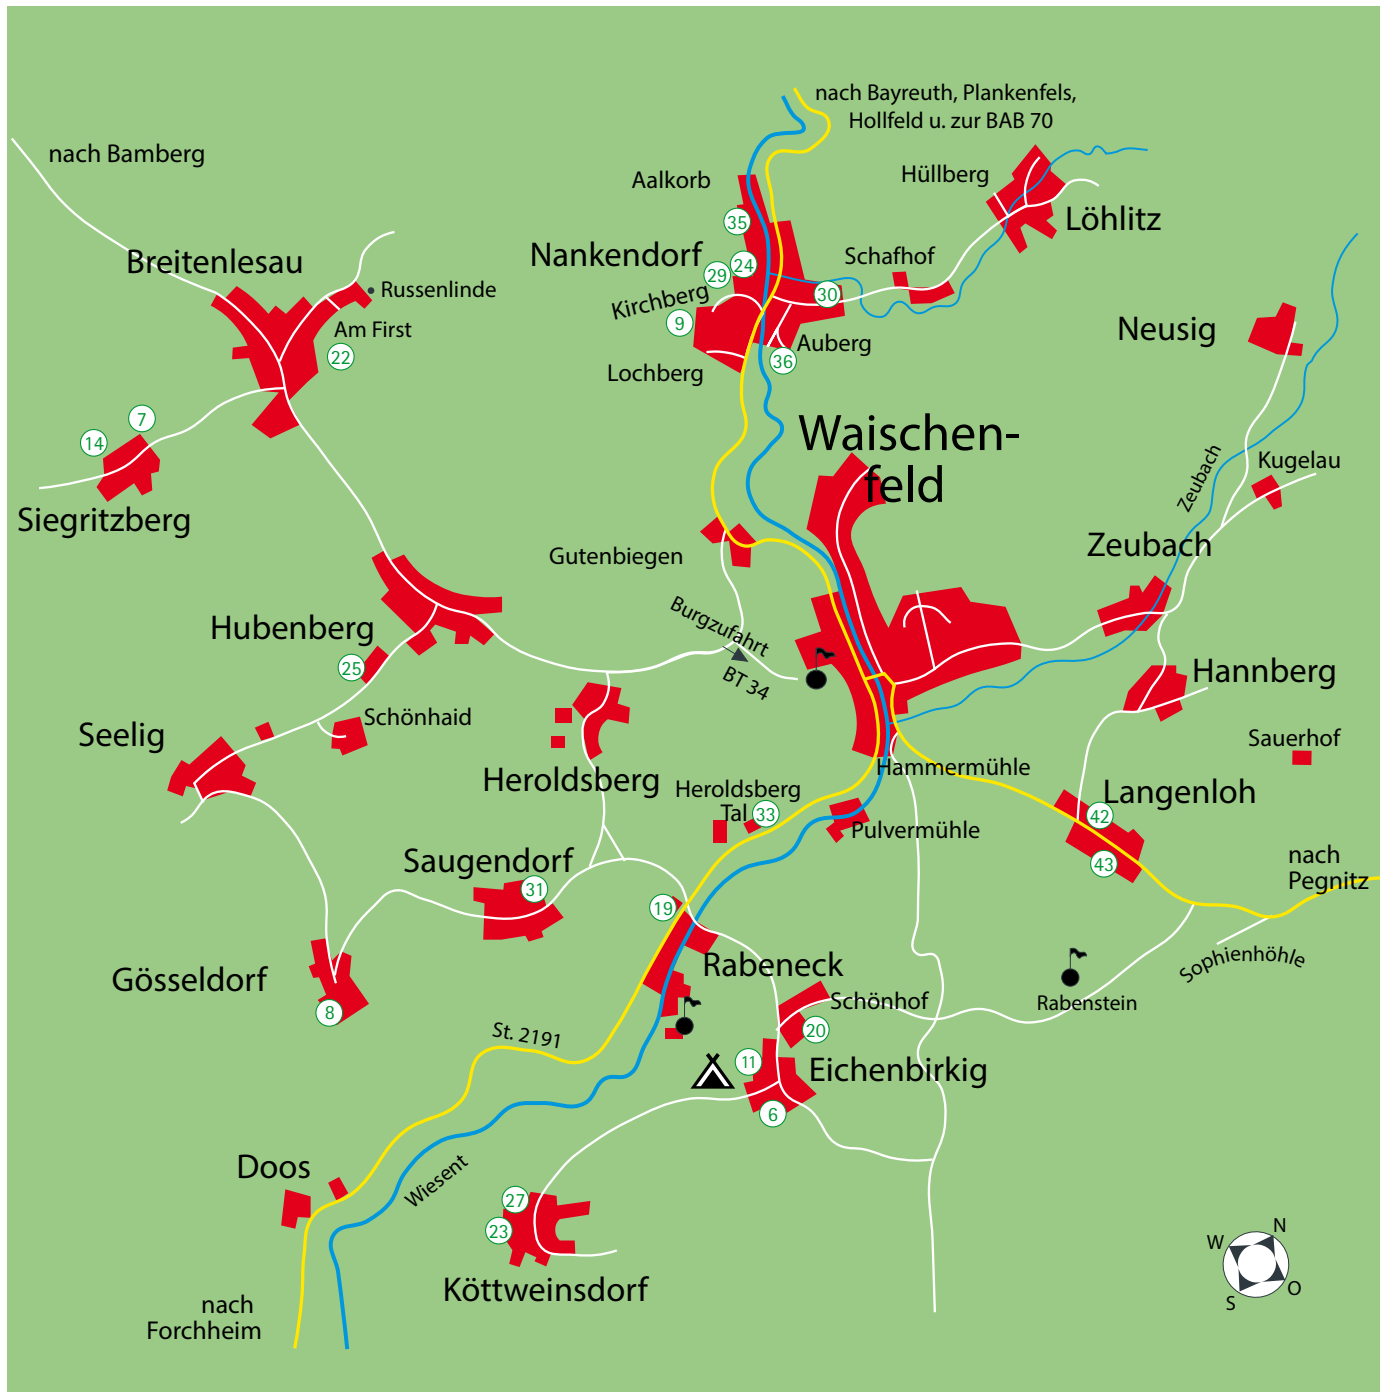 nach Bayreuth, Plankenfels,
Hollfeld u. zur BAB 70
nach Bamberg
Aalkorb
Hüllberg
Löhlitz
35
Nankendorf
24
29
Schafhof
Breitenlesau
Russenlinde
Kirchberg
30
9
Am First
22
Auberg
36
Lochberg
Neusig
7
14
Siegritzberg
Waischen-
feld
Zeubach
Kugelau
Zeubach
Gutenbiegen
Burgzufahrt
BT 34
Hubenberg
25
Hannberg
Schönhaid
Seelig
Sauerhof
Heroldsberg
Hammermühle
Heroldsberg
Tal
33
Langenloh
42
43
Pulvermühle
nach
Pegnitz
Saugendorf
31
19
Rabeneck
Sophienhöhle
Gösseldorf
8
Schönhof
20
Rabenstein
St. 2191
11
Eichenbirkig
6
Doos
Wiesent
27
23
Köttweinsdorf
nach
Forchheim
N
W
O
S